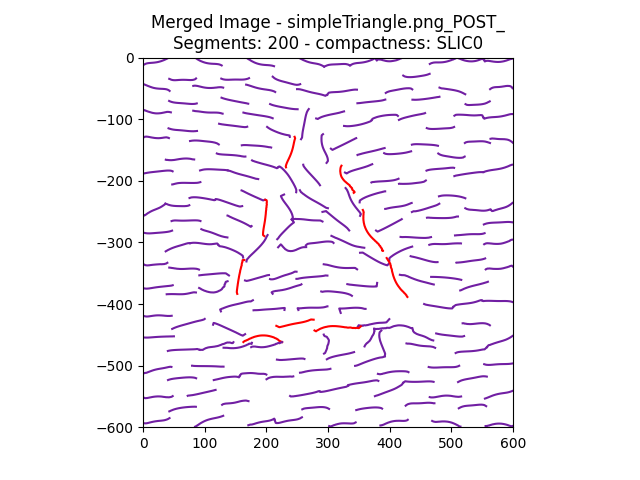 Merged Image - simpleTriangle.png_POST_
Segments: 200 - compactness: SLIC0
0
−100
−200
−300
−400
−500
−600
0 100 200 300 400 500 600